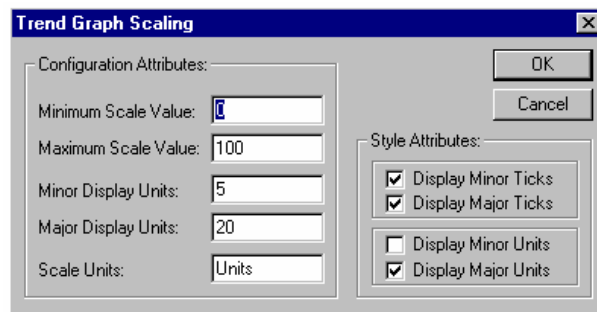 Trend Graph Scaling
Configuration Attributes:
Minimum Scale Value: 0
Maximum Scale Value: 100
Minor Display Units: 5
Major Display Units: 20
Scale Units: Units
OK
Cancel
Style Attributes:
Display Minor Ticks
Display Major Ticks
Display Minor Units
Display Major Units